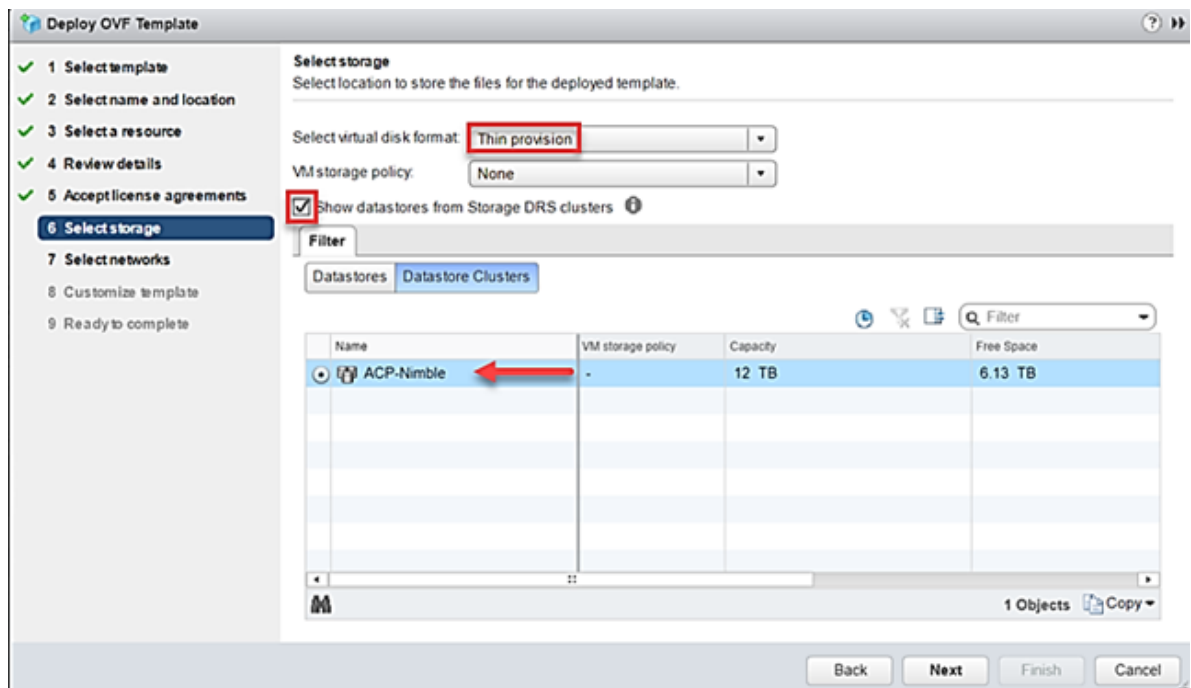 Deploy OVF Template
1 Select template
2 Select name and location
3 Select a resource
4 Review details
5 Accept license agreements
6 Select storage
7 Select networks
8 Customize template
9 Ready to complete
Select storage
Select location to store the files for the deployed template.
Select virtual disk format: Thin provision
VM storage policy: None
Show datastores from Storage DRS clusters
Filter
Datastores Datastore Clusters
Filter
Name VM storage policy Capacity Free Space
ACP-Nimble - 12 TB 6.13 TB
1 Objects Copy
Back Next Finish Cancel